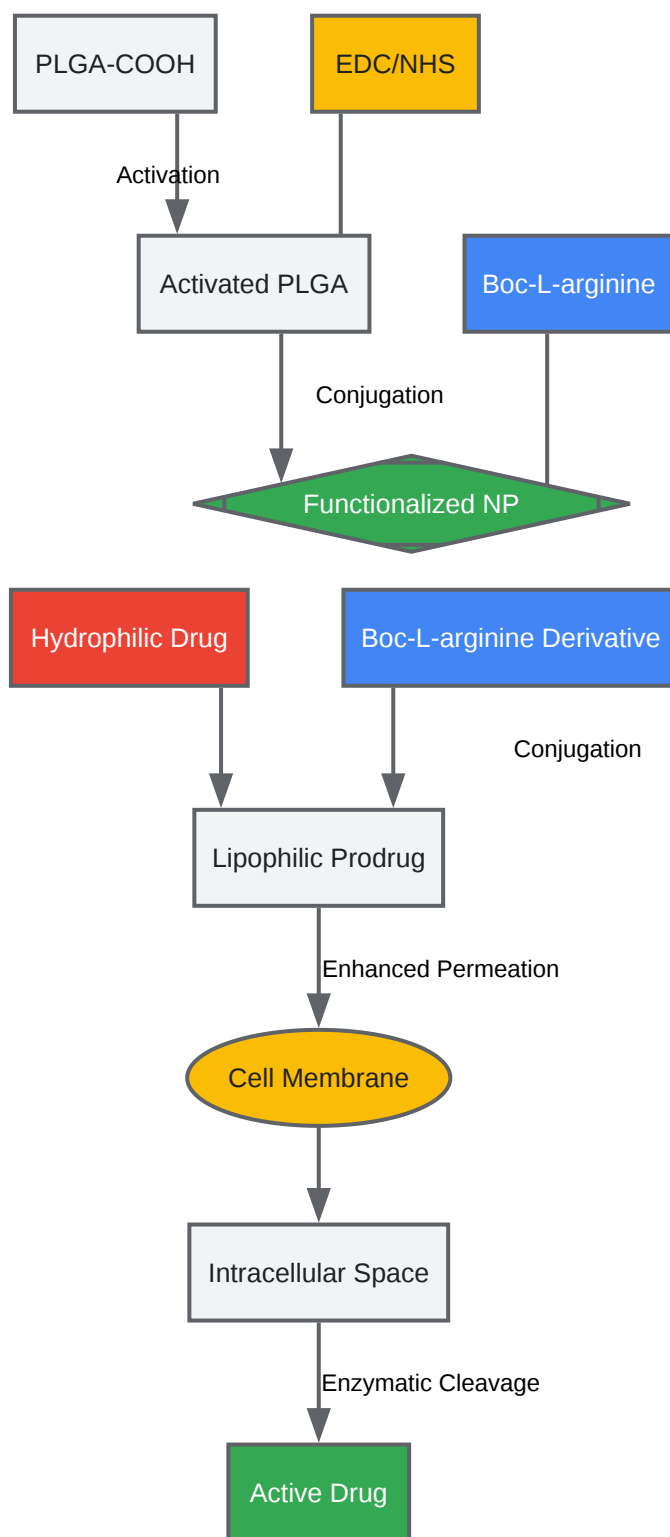 PLGA-COOH
EDC/NHS
Activation
Activated PLGA
Boc-L-arginine
Conjugation
Functionalized NP
Hydrophilic Drug
Boc-L-arginine Derivative
Conjugation
Lipophilic Prodrug
Enhanced Permeation
Cell Membrane
Intracellular Space
Enzymatic Cleavage
Active Drug